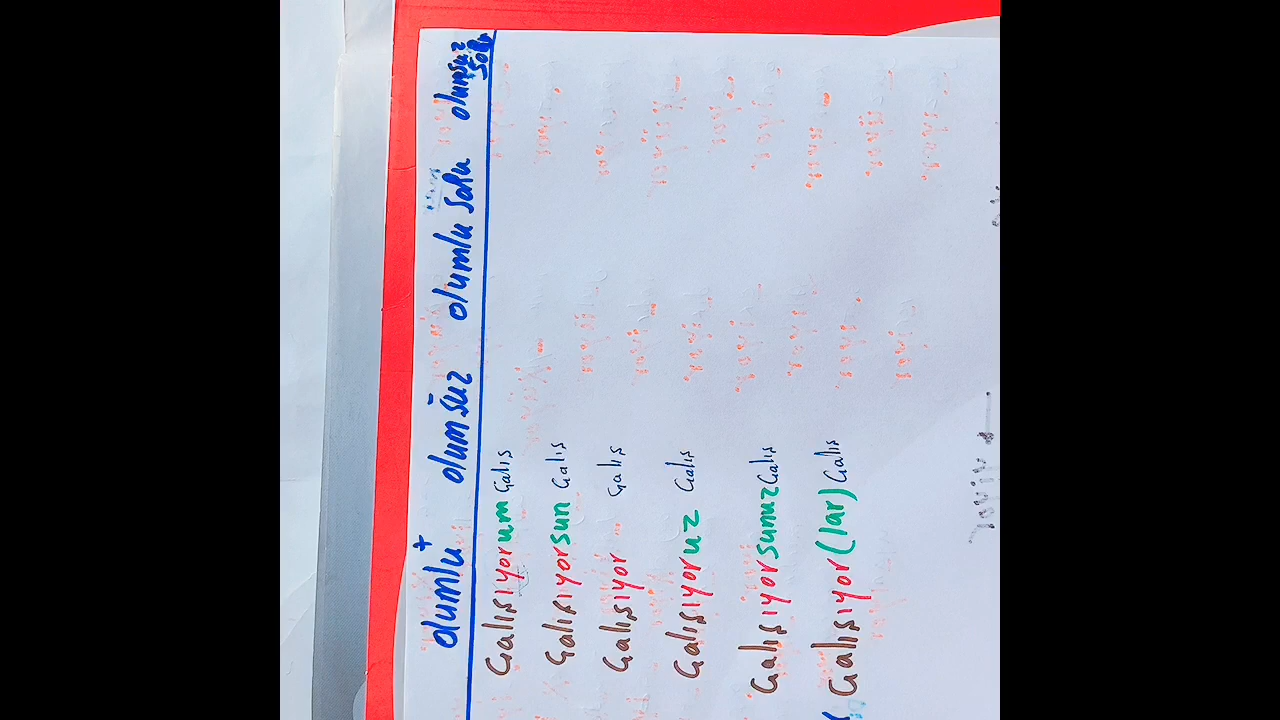 olumlu+ olumsuz- olumlu soru olumsuz soru
Çalışıyorum Çalış
Çalışıyorsun Çalış
Çalışıyor Çalış
Çalışıyoruz Çalış
Çalışıyorsunuz Çalış
Çalışıyor(lar) Çalış